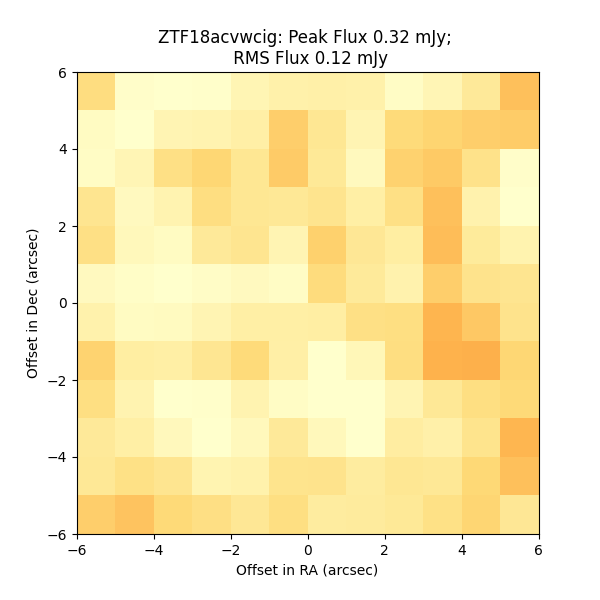 ZTF18acvwcig: Peak Flux 0.32 mJy;
RMS Flux 0.12 mJy
6
4
2
0
−2
−4
−6
Offset in Dec (arcsec)
−6 −4 −2 0 2 4 6
Offset in RA (arcsec)